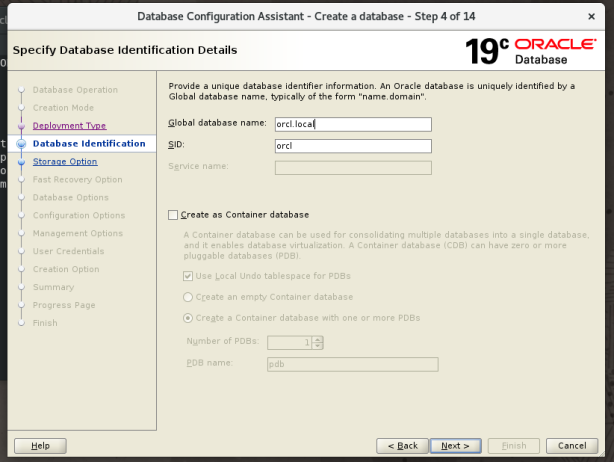 Database Configuration Assistant - Create a database - Step 4 of 14
Specify Database Identification Details
19c ORACLE
Database
Database Operation
Creation Mode
Deployment Type
Database Identification
Storage Option
Fast Recovery Option
Database Options
Configuration Options
Management Options
User Credentials
Creation Option
Summary
Progress Page
Finish
Provide a unique database identifier information. An Oracle database is uniquely identified by a
Global database name, typically of the form "name.domain".
Global database name: orcl.local
SID: orcl
Service name:
Create as Container database
A Container database can be used for consolidating multiple databases into a single database,
and it enables database virtualization. A Container database (CDB) can have zero or more
pluggable databases (PDB).
Use Local Undo tablespace for PDBs
Create an empty Container database
Create a Container database with one or more PDBs
Number of PDBs: 1
PDB name: pdb
Help
< Back
Next >
Finish
Cancel